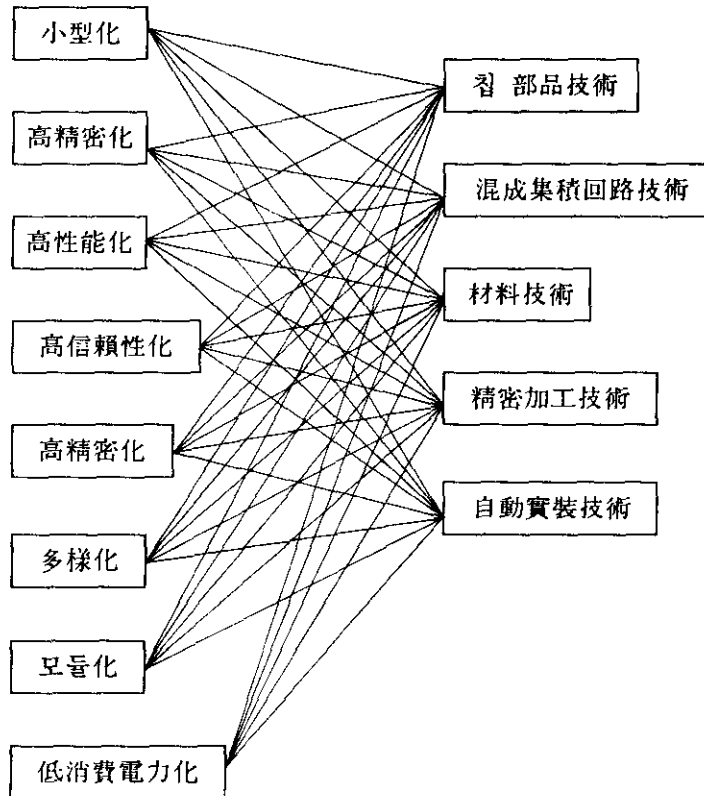 小型化
高精密化
高性能化
高信賴性化
高精密化
多樣化
모듈化
低消費電力化
칩 部品技術
混成集積回路技術
材料技術
精密加工技術
自動實裝技術